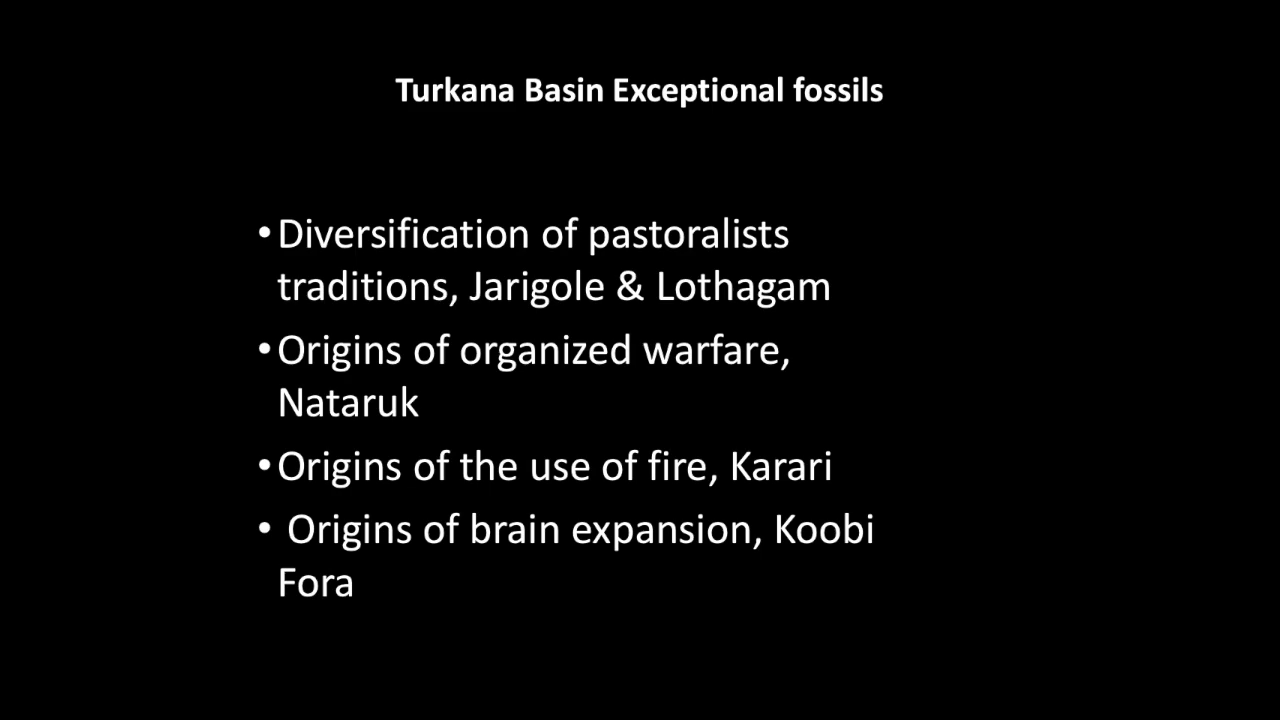 Turkana Basin Exceptional fossils
•Diversification of pastoralists
traditions, Jarigole & Lothagam
•Origins of organized warfare,
Nataruk
•Origins of the use of fire, Karari
• Origins of brain expansion, Koobi
Fora